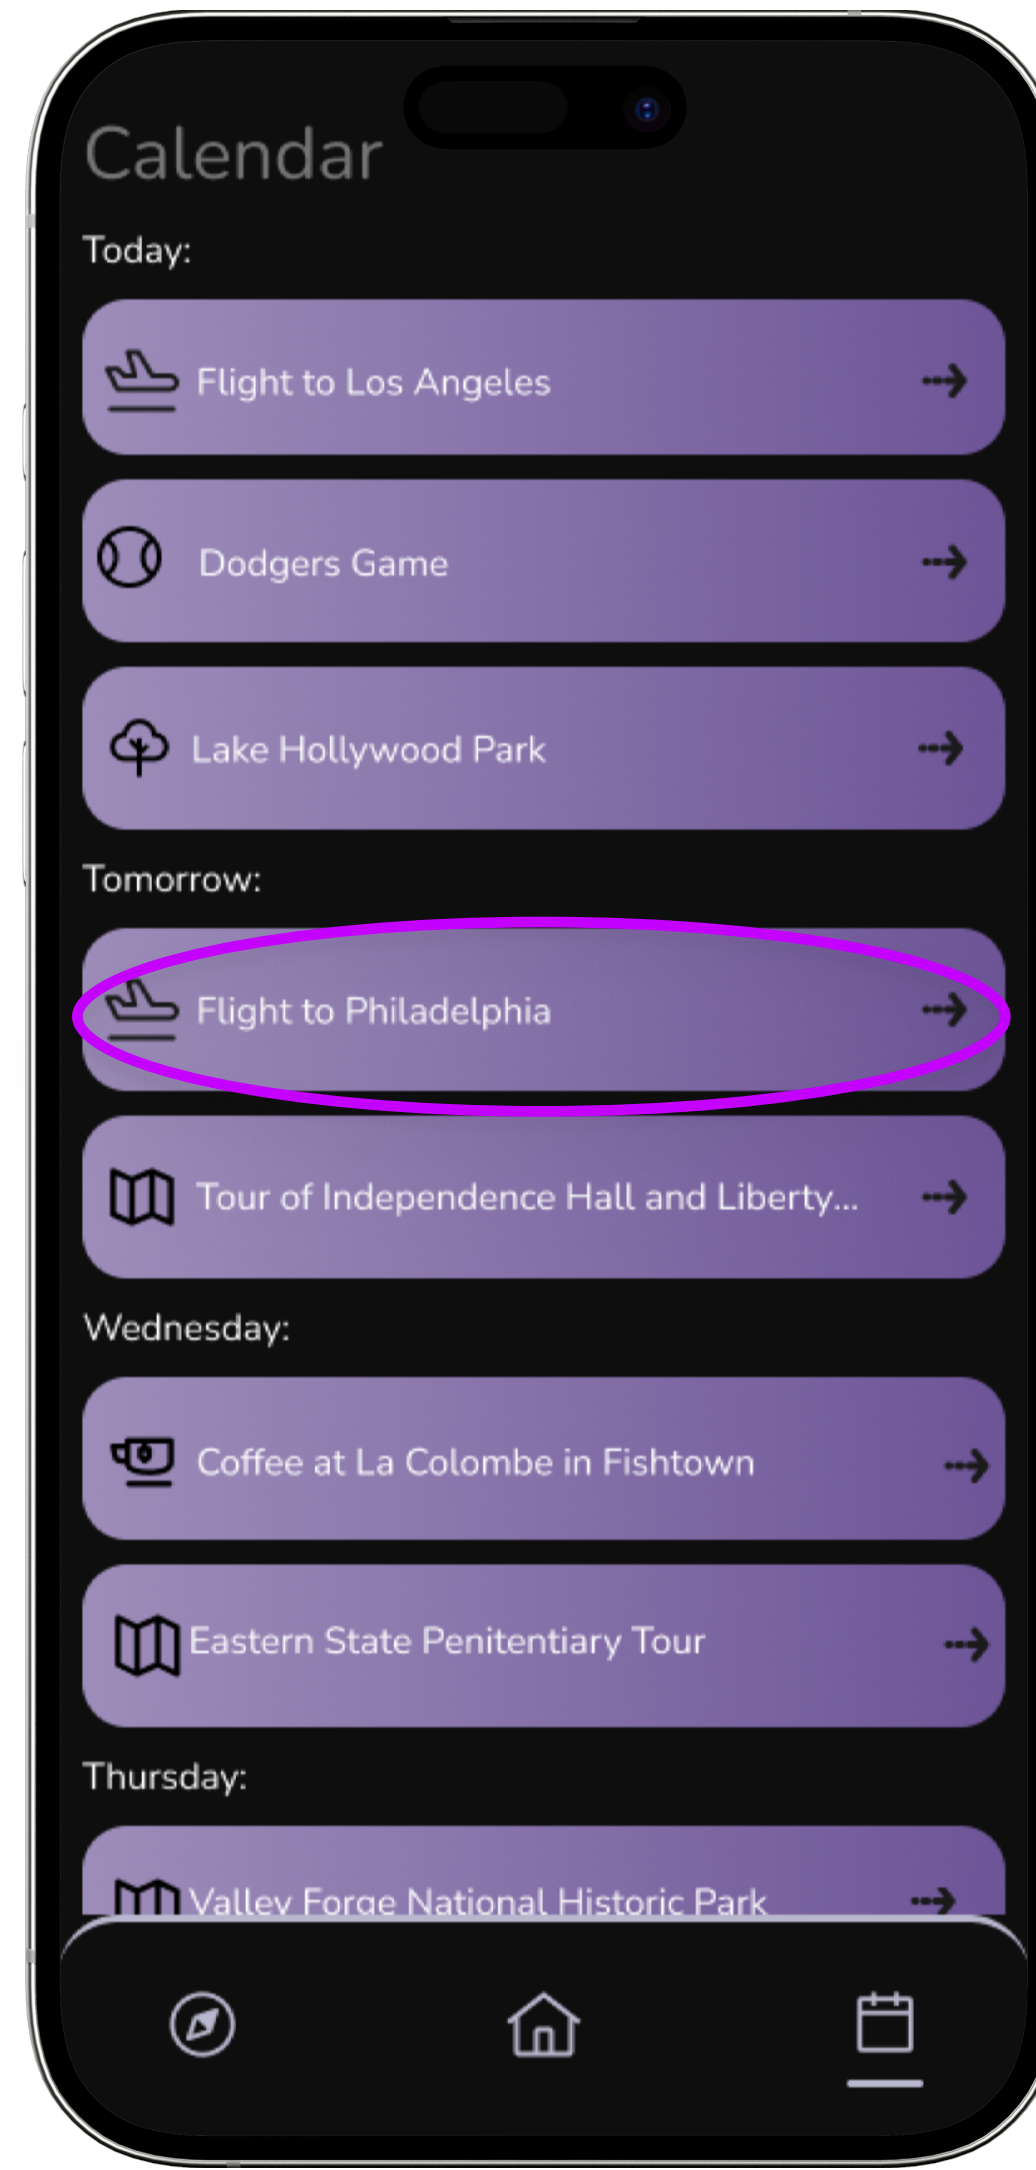 Calendar
Today:
Flight to Los Angeles
Dodgers Game
Lake Hollywood Park
Tomorrow:
Flight to Philadelphia
Tour of Independence Hall and Liberty...
Wednesday:
Coffee at La Colombe in Fishtown
Eastern State Penitentiary Tour
Thursday:
Valley Forge National Historic Park